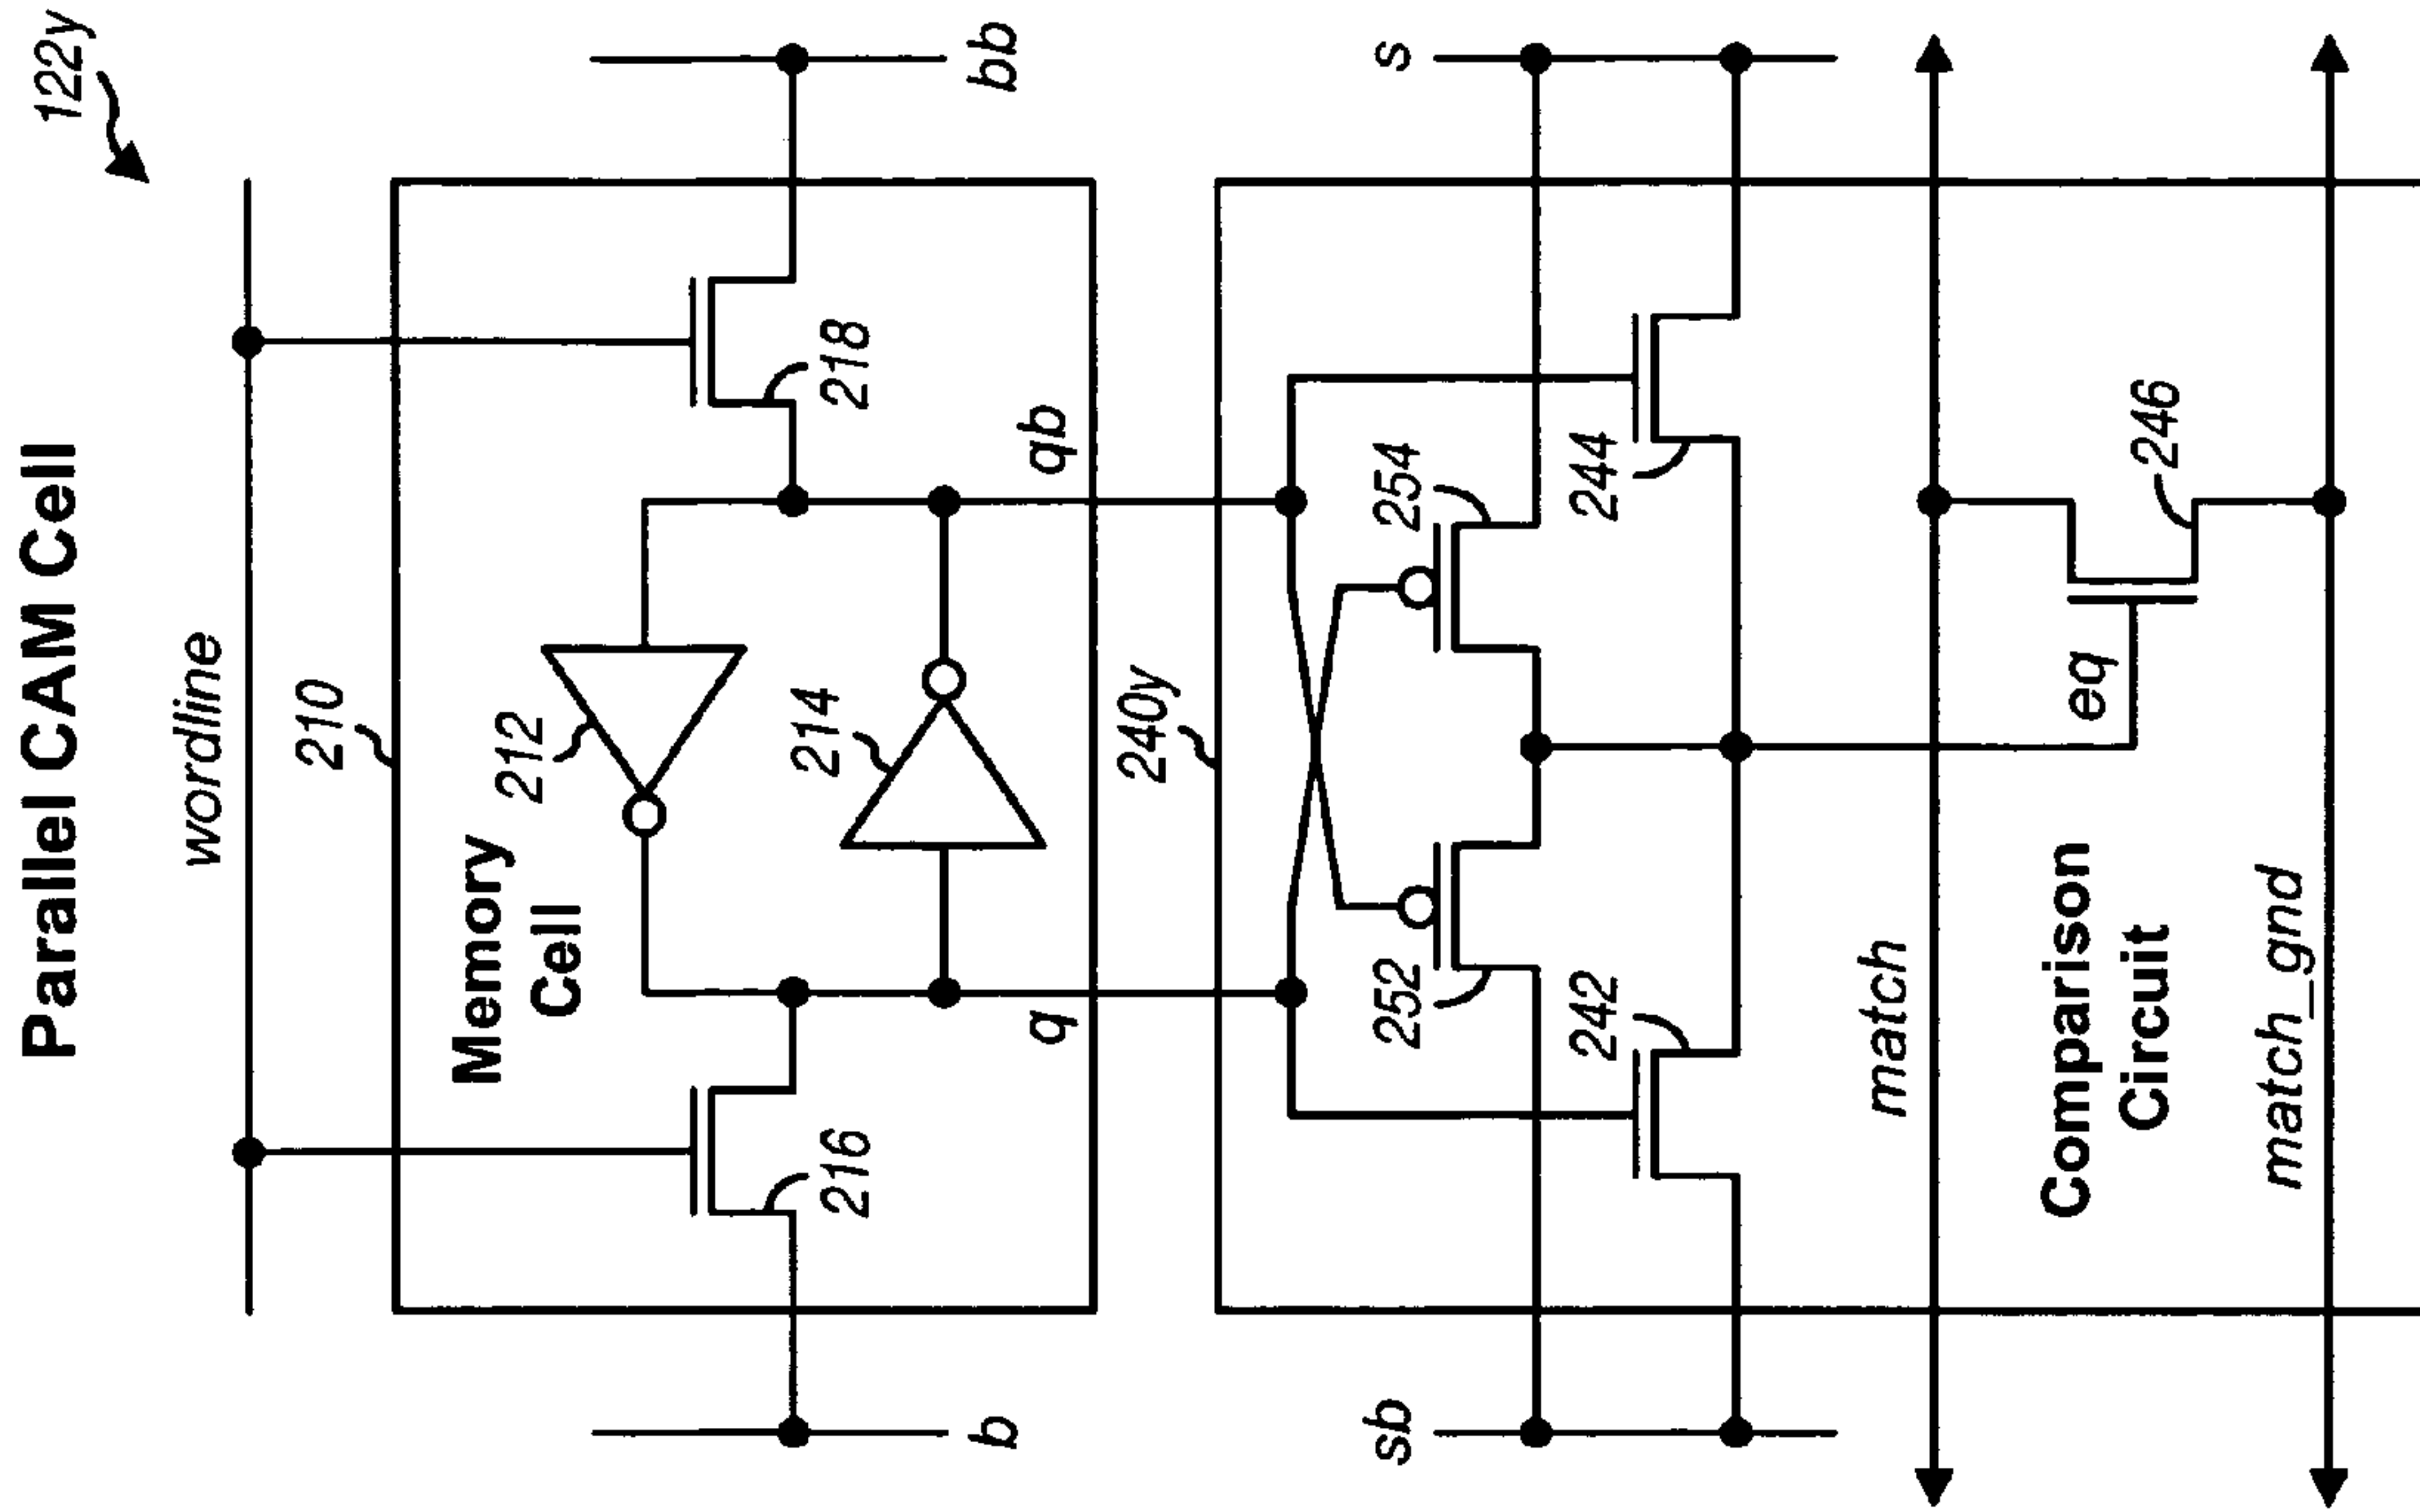 Parallel CAM Cell
122y
wordline
210
Memory
Cell
212
214
216
218
b
bb
q
qb
240y
sb
s
252
254
242
244
match
eq
246
Comparison
Circuit
match_gnd